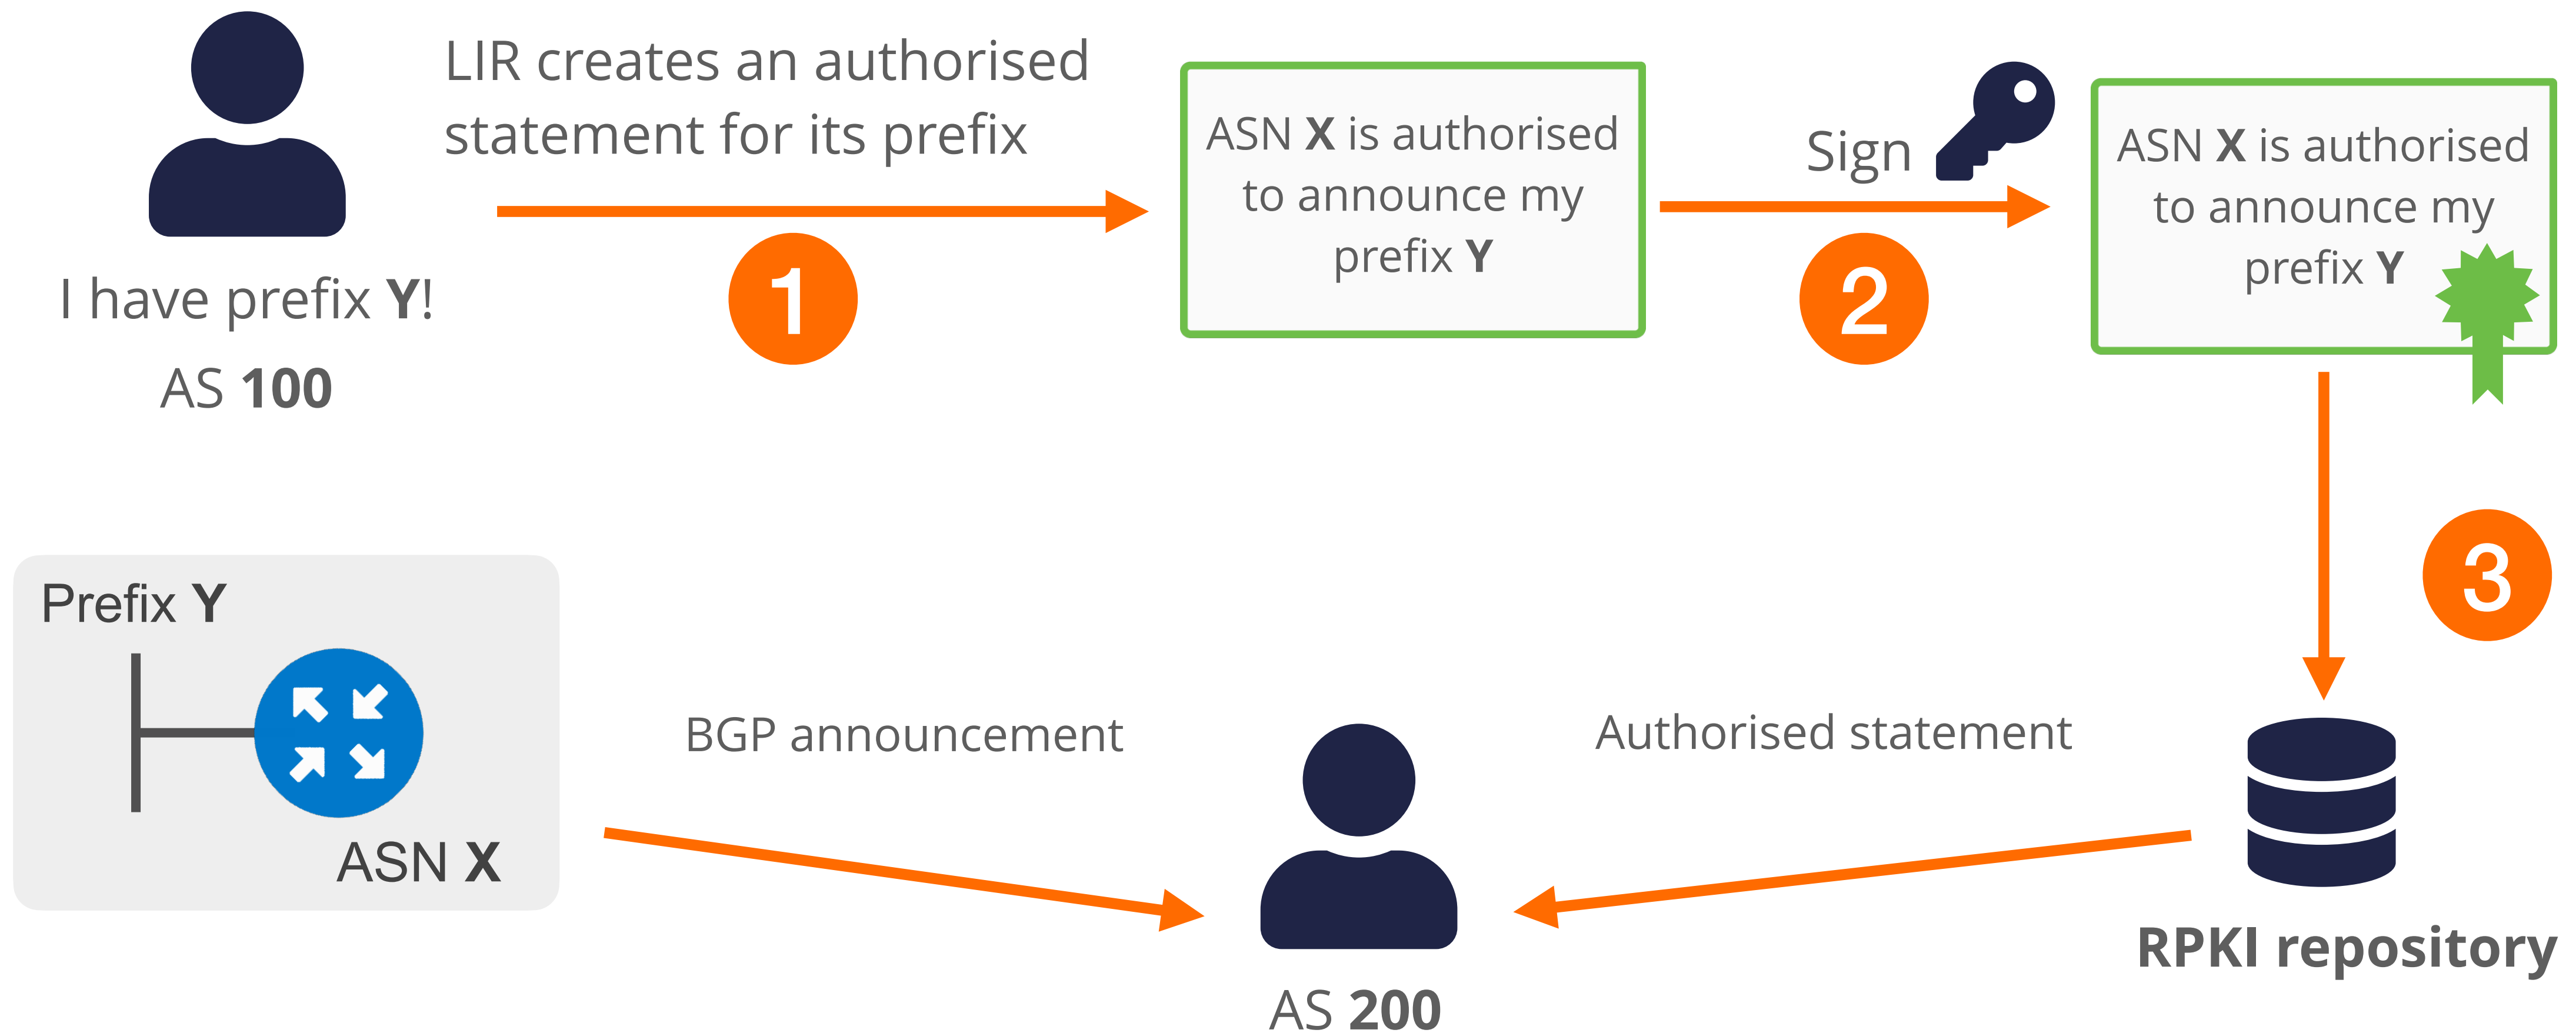 LIR creates an authorised
statement for its prefix
I have prefix Y!
AS 100
1
ASN X is authorised
to announce my
prefix Y
Sign
2
ASN X is authorised
to announce my
prefix Y
3
Prefix Y
ASN X
BGP announcement
AS 200
Authorised statement
RPKI repository